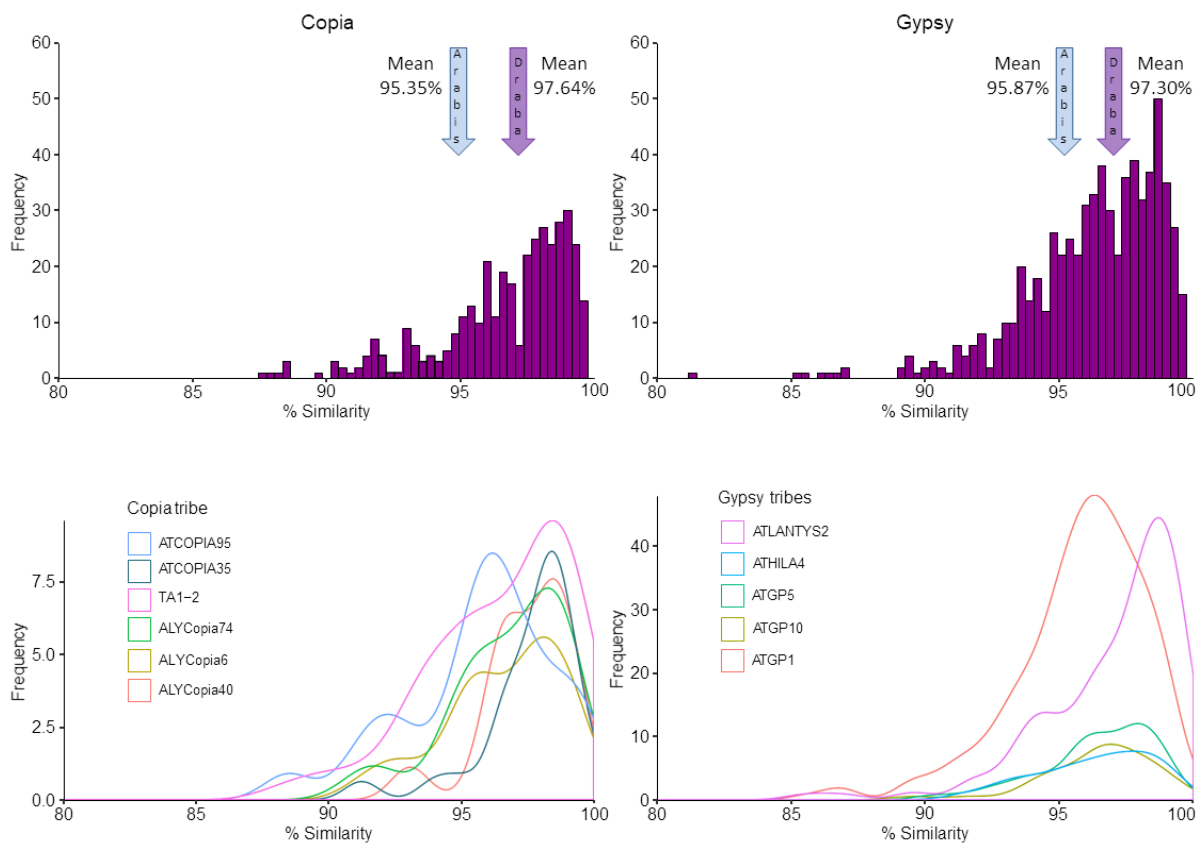 Copia
60
50
40
30
20
10
0
Frequency
Mean
95.35%
Arabis
Draba
Mean
97.64%
80
85
90
95
100
% Similarity
Gypsy
60
50
40
30
20
10
0
Frequency
Mean
95.87%
Arabis
Draba
Mean
97.30%
80
85
90
95
100
% Similarity
Copia tribe
ATCOPIA95
ATCOPIA35
TA1-2
ALYCopia74
ALYCopia6
ALYCopia40
7.5
5.0
2.5
0.0
Frequency
80
85
90
95
100
% Similarity
Gypsy tribes
ATLANTYS2
ATHILA4
ATGP5
ATGP10
ATGP1
40
30
20
10
0
Frequency
80
85
90
95
100
% Similarity